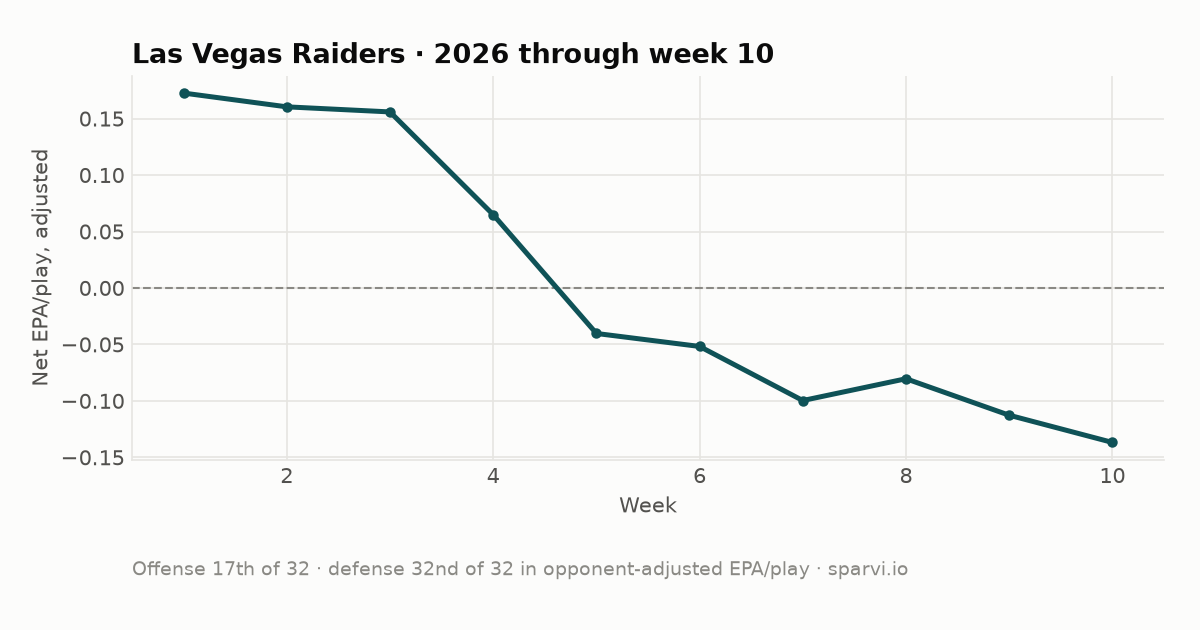 Las Vegas Raiders · 2026 through week 10
Net EPA/play, adjusted
0.15
0.10
0.05
0.00
−0.05
−0.10
−0.15
2 4 6 8 10
Week
Offense 17th of 32 · defense 32nd of 32 in opponent-adjusted EPA/play · sparvi.io